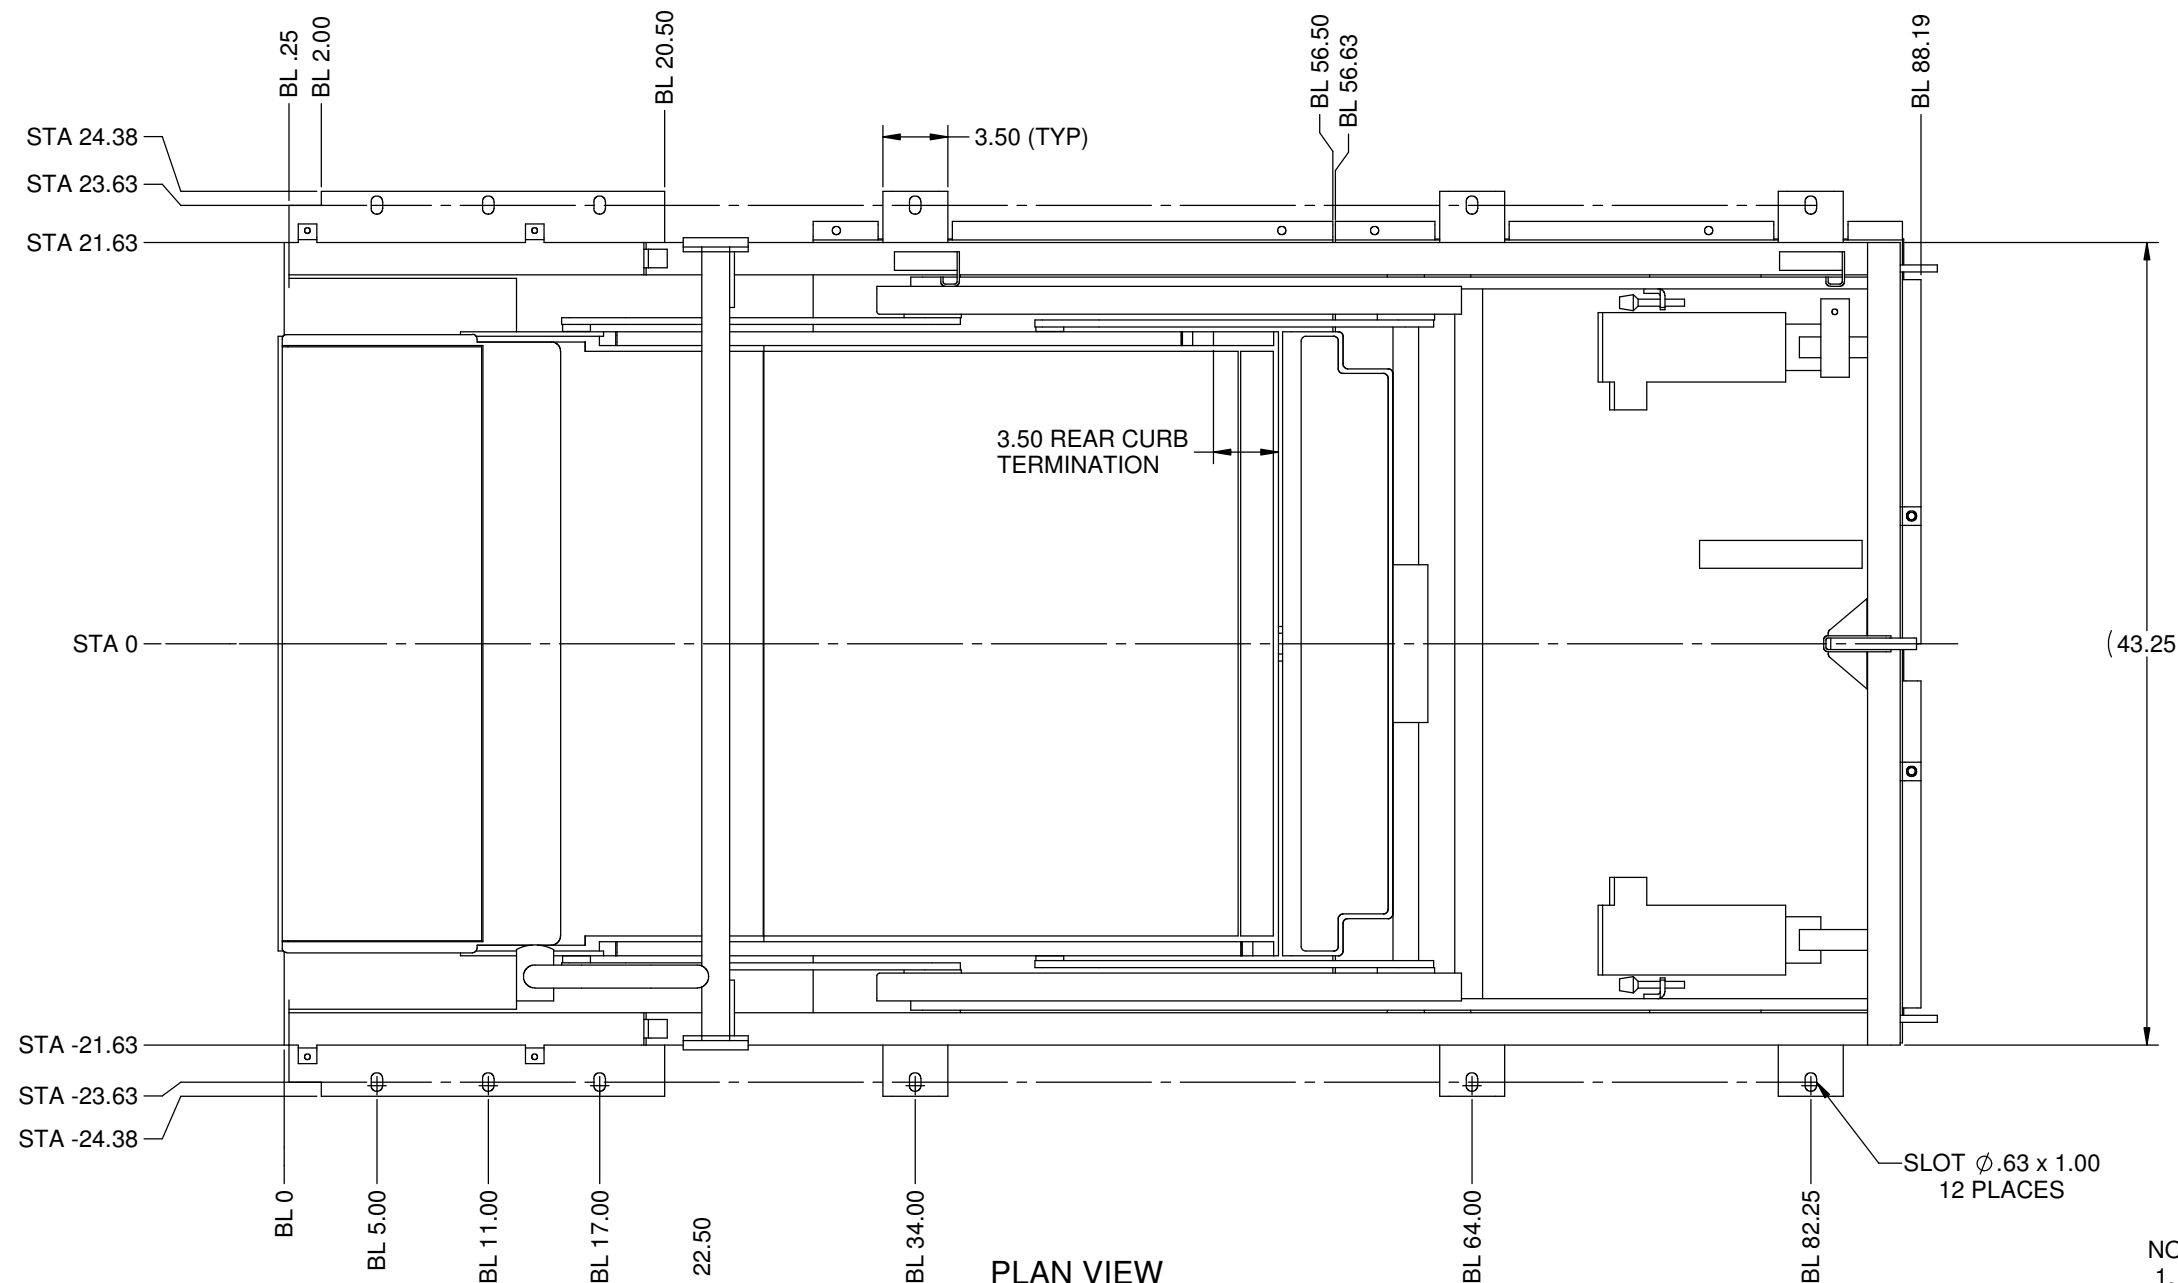 BL .25
BL 2.00
BL 20.50
BL 56.50
BL 56.63
BL 88.19
STA 24.38
3.50 (TYP)
STA 23.63
STA 21.63
3.50 REAR CURB
TERMINATION
STA 0
(43.25
STA -21.63
STA -23.63
STA -24.38
SLOT ⌀.63 x 1.00
12 PLACES
BL 0
BL 5.00
BL 11.00
BL 17.00
22.50
BL 34.00
BL 64.00
BL 82.25
PLAN VIEW
NO
1.